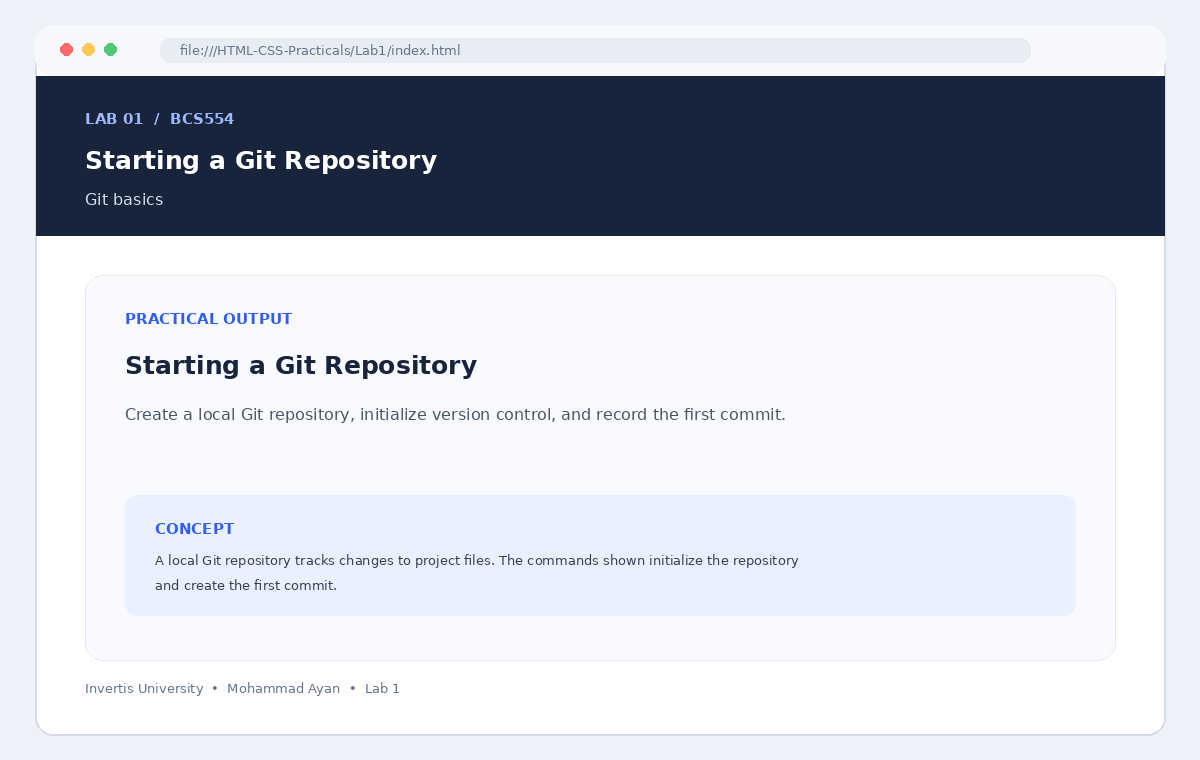 file:///HTML-CSS-Practicals/Lab1/index.html
LAB 01 / BCS554
Starting a Git Repository
Git basics
PRACTICAL OUTPUT
Starting a Git Repository
Create a local Git repository, initialize version control, and record the first commit.
CONCEPT
A local Git repository tracks changes to project files. The commands shown initialize the repository
and create the first commit.
Invertis University • Mohammad Ayan • Lab 1